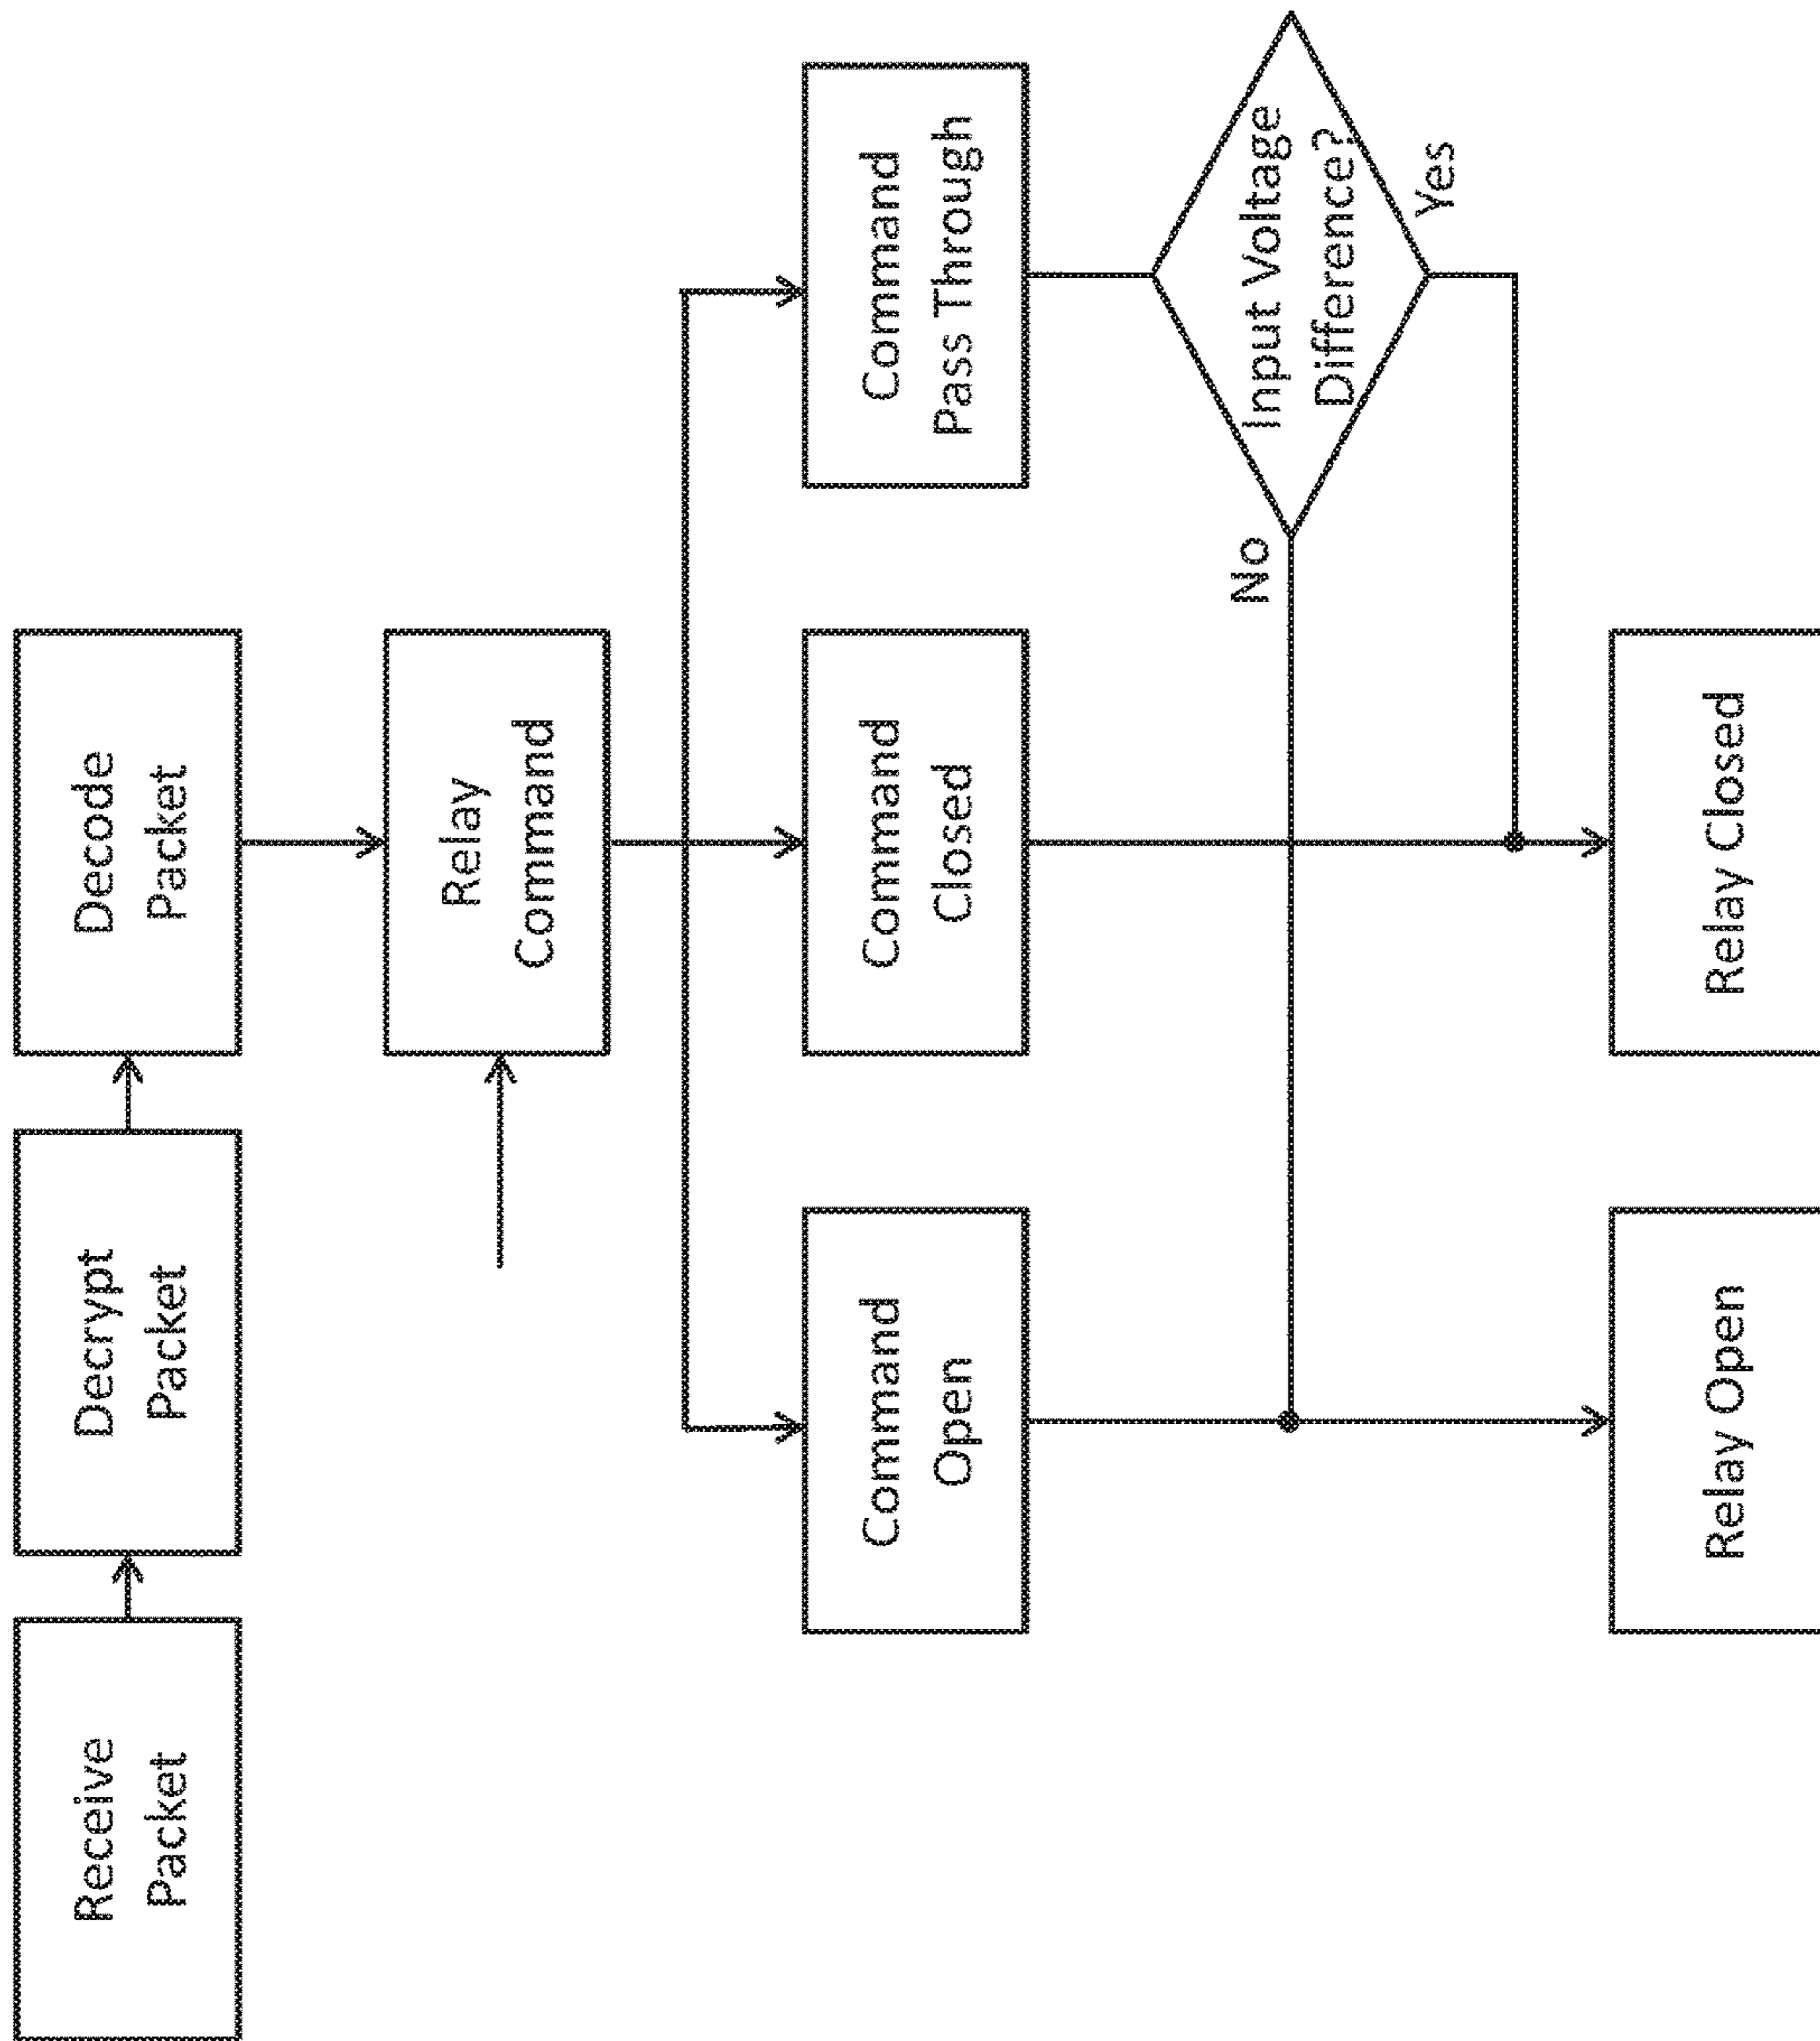 Receive
Packet
Decrypt
Packet
Decode
Packet
Relay
Command
Command
Open
Command
Closed
Command
Pass Through
Input Voltage
Difference?
No
Yes
Relay Open
Relay Closed